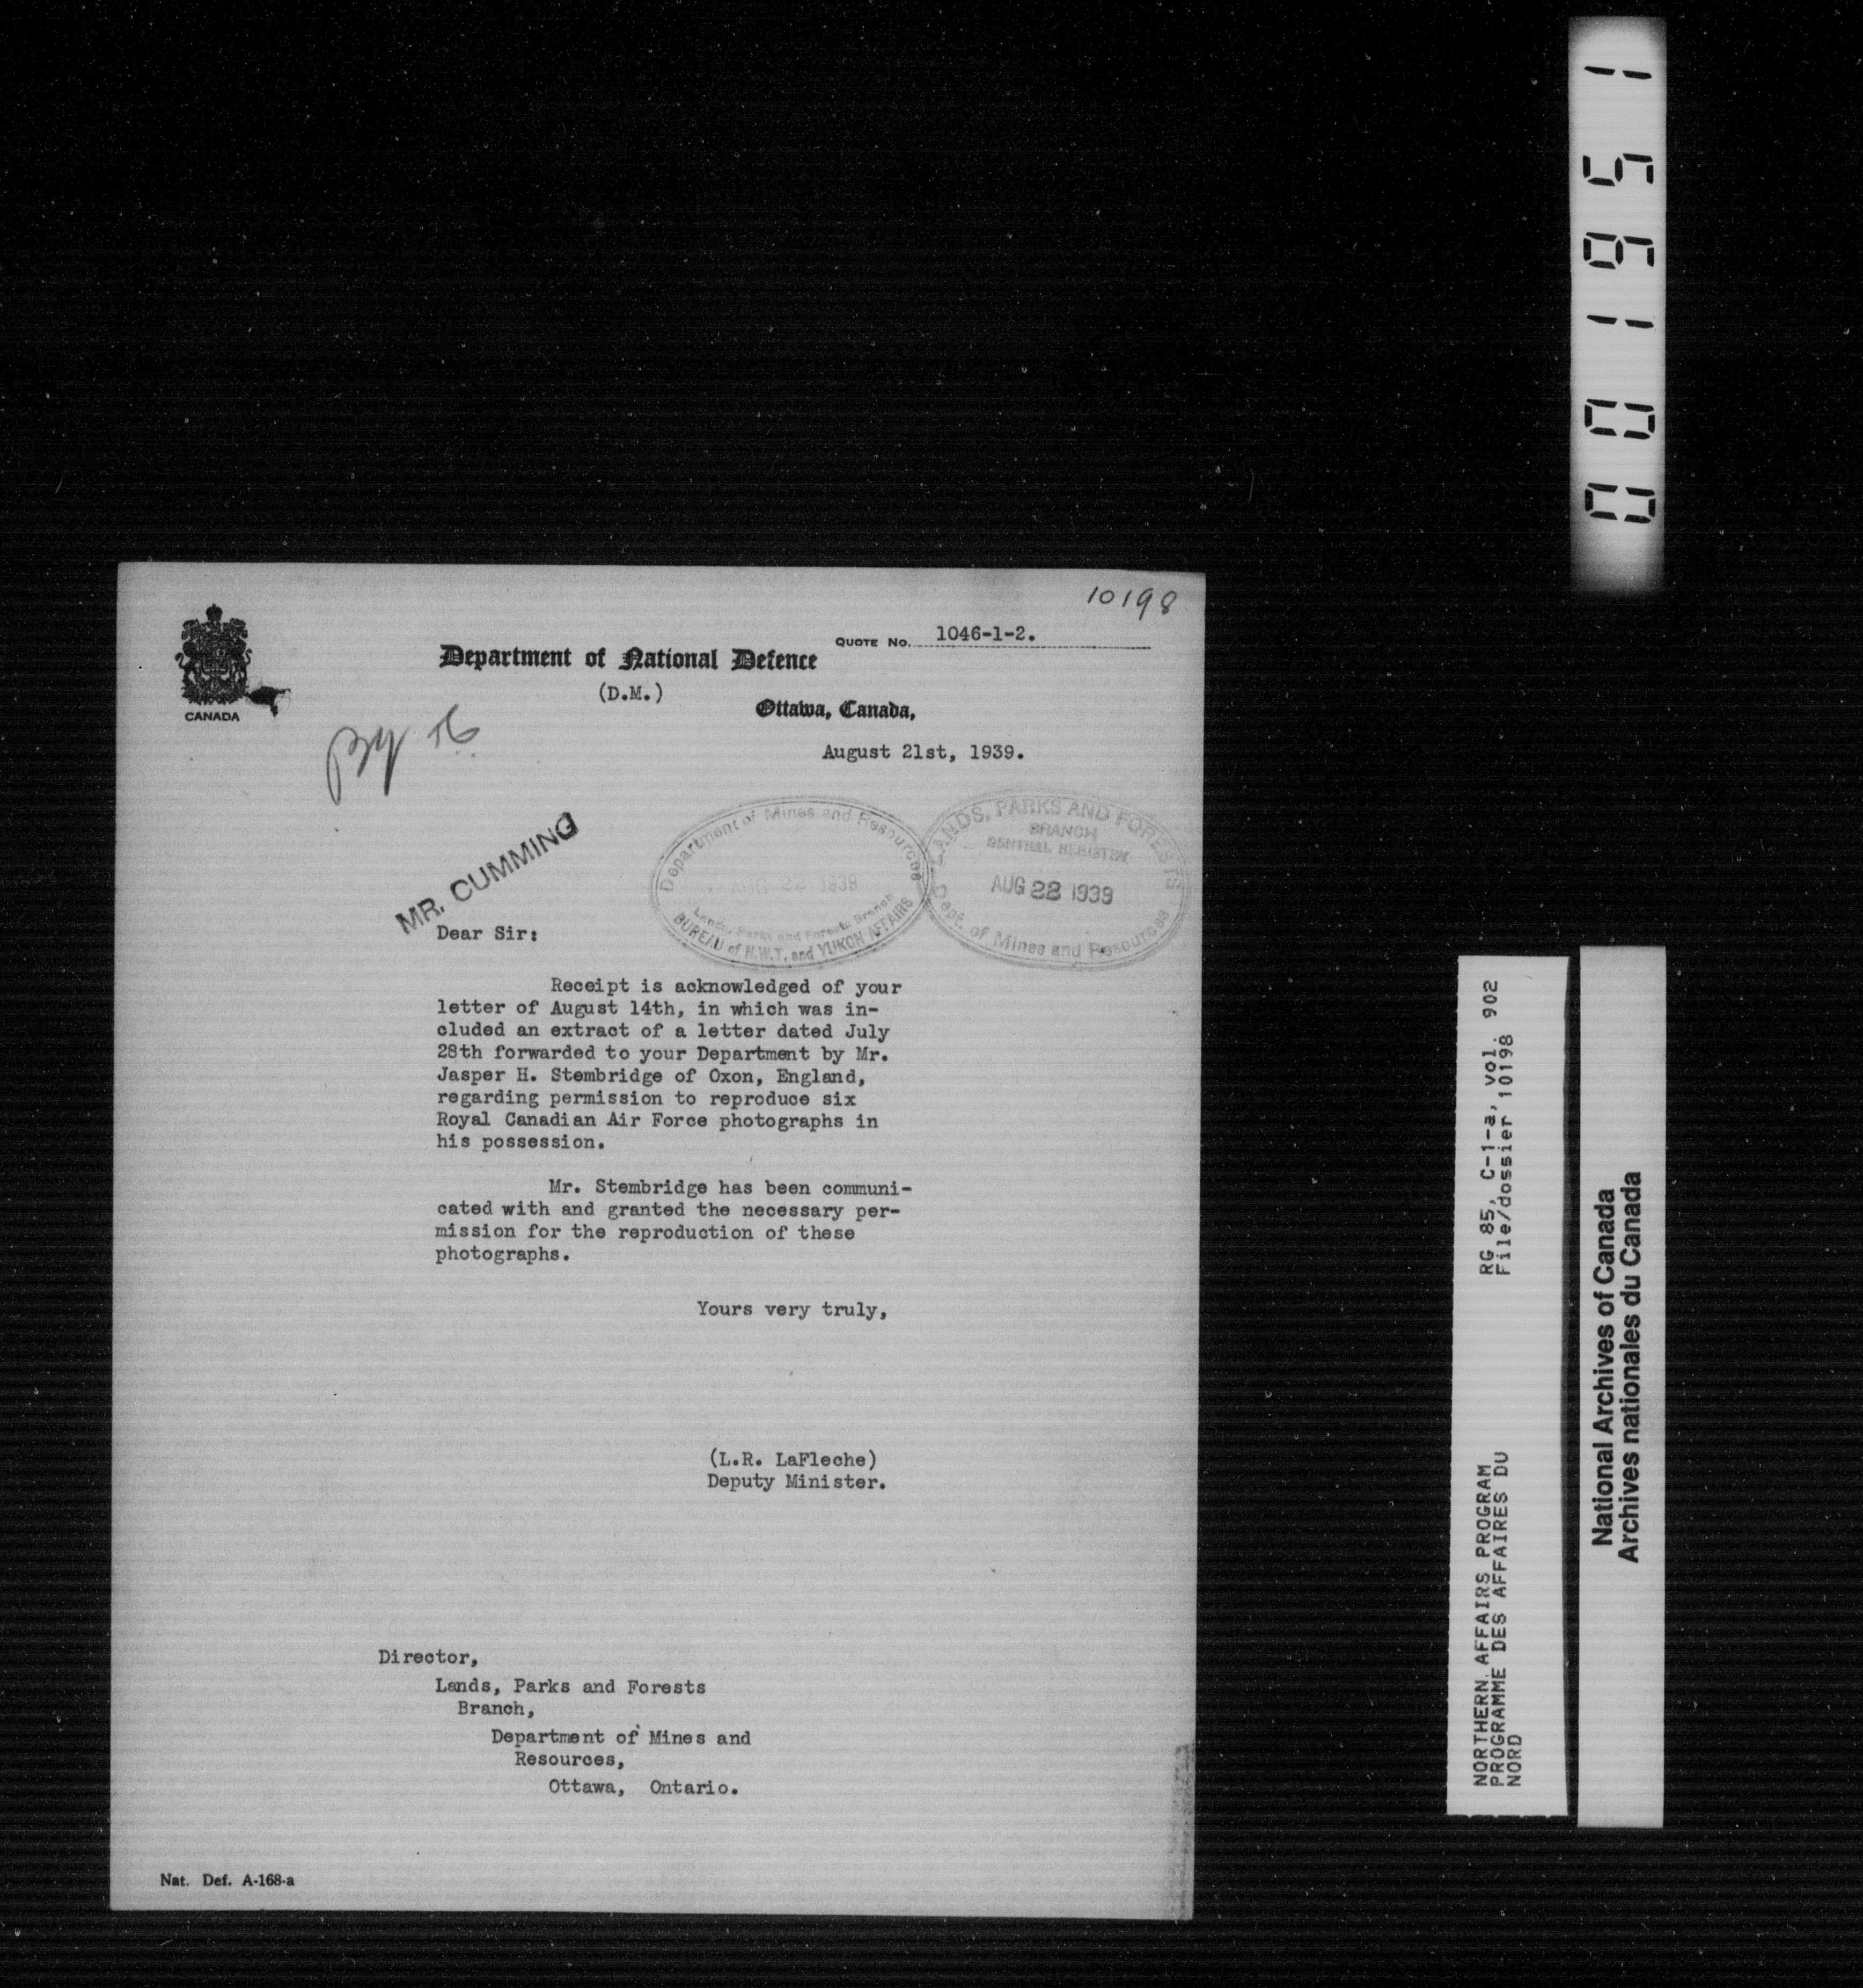 10198
QUOTE No. 1046-1-2.
Department of National Defence
(D.M.)
CANADA
Ottawa, Canada,
August 21st, 1939.
MR. CUMMING
Department of Mines and Resources
AUG 22 1939
Lands, Parks and Forests Branch
BUREAU of N.W.T. and YUKON AFFAIRS
LANDS, PARKS AND FORESTS
BRANCH
CENTRAL REGISTRY
AUG 22 1939
Dept. of Mines and Resources
Dear Sir:
Receipt is acknowledged of your
letter of August 14th, in which was in-
cluded an extract of a letter dated July
28th forwarded to your Department by Mr.
Jasper H. Stembridge of Oxon, England,
regarding permission to reproduce six
Royal Canadian Air Force photographs in
his possession.
Mr. Stembridge has been communi-
cated with and granted the necessary per-
mission for the reproduction of these
photographs.
Yours very truly,
(L.R. LaFleche)
Deputy Minister.
Director,
Lands, Parks and Forests
Branch,
Department of Mines and
Resources,
Ottawa, Ontario.
Nat. Def. A-168-a
001951
RG 85, C-1-a, vol. 902
File/dossier 10198
NORTHERN AFFAIRS PROGRAM
PROGRAMME DES AFFAIRES DU
NORD
National Archives of Canada
Archives nationales du Canada